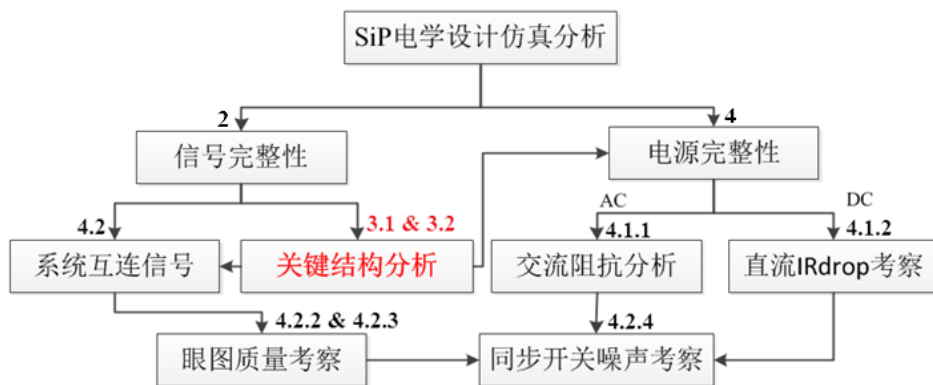 SiP电学设计仿真分析
2
4
信号完整性
电源完整性
AC
DC
4.2
3.1 & 3.2
4.1.1
4.1.2
系统互连信号
关键结构分析
交流阻抗分析
直流IRdrop考察
4.2.2 & 4.2.3
4.2.4
眼图质量考察
同步开关噪声考察